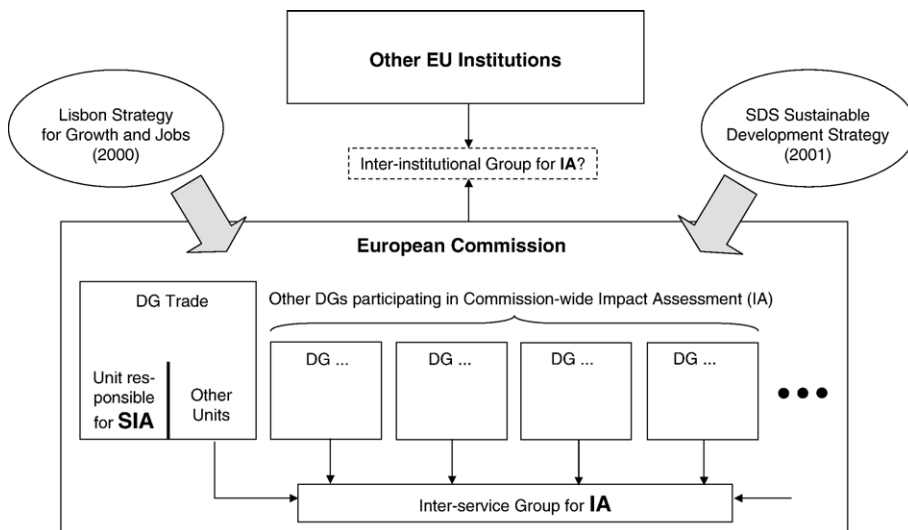 Other EU Institutions
Lisbon Strategy
for Growth and Jobs
(2000)
SDS Sustainable
Development Strategy
(2001)
Inter-institutional Group for IA?
European Commission
DG Trade
Other DGs participating in Commission-wide Impact Assessment (IA)
DG ...
DG ...
DG ...
DG ...
Unit res-
ponsible
for SIA
Other
Units
Inter-service Group for IA